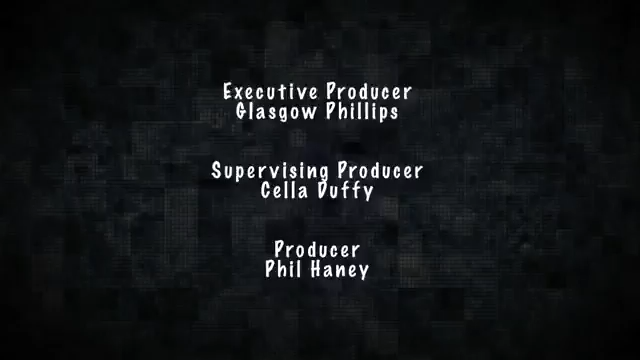 Executive Producer
Glasgow Phillips
Supervising Producer
Cella Duffy
Producer
Phil Haney